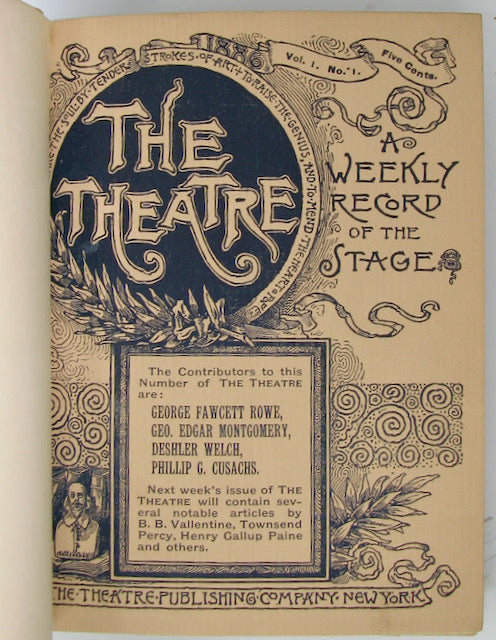 1886
Vol. 1. No. 1.
Five Cents.
THE SOUL BY TENDER STROKES OF ART, TO RAISE THE GENIUS, AND TO MEND THE HEART. POPE
THE
THEATRE
A
WEEKLY
RECORD
OF THE
STAGE
The Contributors to this
Number of THE THEATRE
are:
GEORGE FAWCETT ROWE,
GEO. EDGAR MONTGOMERY,
DESHLER WELCH,
PHILLIP G. CUSACHS.
Next week's issue of THE
THEATRE will contain sev-
eral notable articles by
B. B. Vallentine, Townsend
Percy, Henry Gallup Paine
and others.
THE · THEATRE · PUBLISHING · COMPANY · NEW YORK